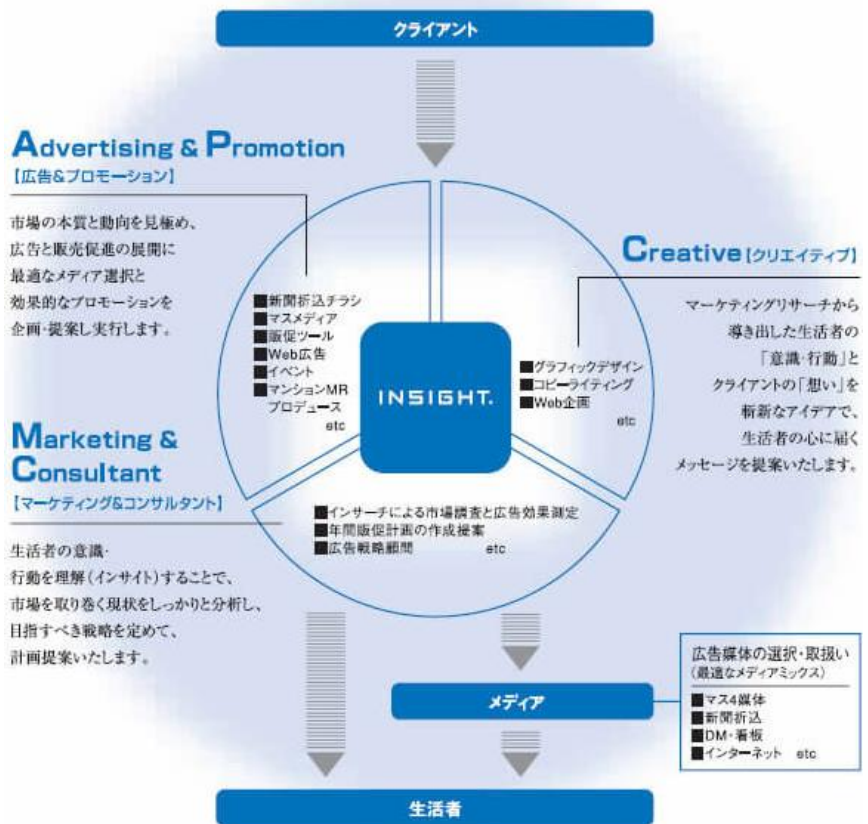 クライアント
Advertising & Promotion
【広告&プロモーション】
市場の本質と動向を見極め、
広告と販売促進の展開に
最適なメディア選択と
効果的なプロモーションを
企画・提案し実行します。
■新聞折込チラシ
■マスメディア
■販促ツール
■Web広告
■イベント
■マンションMR
プロデュース
etc
INSIGHT.
Creative【クリエイティブ】
マーケティングリサーチから
導き出した生活者の
「意識・行動」と
クライアントの「想い」を
斬新なアイデアで、
生活者の心に届く
メッセージを提案いたします。
■グラフィックデザイン
■コピーライティング
■Web企画
etc
Marketing &
Consultant
【マーケティング&コンサルタント】
生活者の意識・
行動を理解(インサイト)することで、
市場を取り巻く現状をしっかりと分析し、
目指すべき戦略を定めて、
計画提案いたします。
■インサーチによる市場調査と広告効果測定
■年間販促計画の作成提案
■広告戦略顧問 etc
メディア
広告媒体の選択・取扱い
(最適なメディアミックス)
■マス4媒体
■新聞折込
■DM・看板
■インターネット etc
生活者